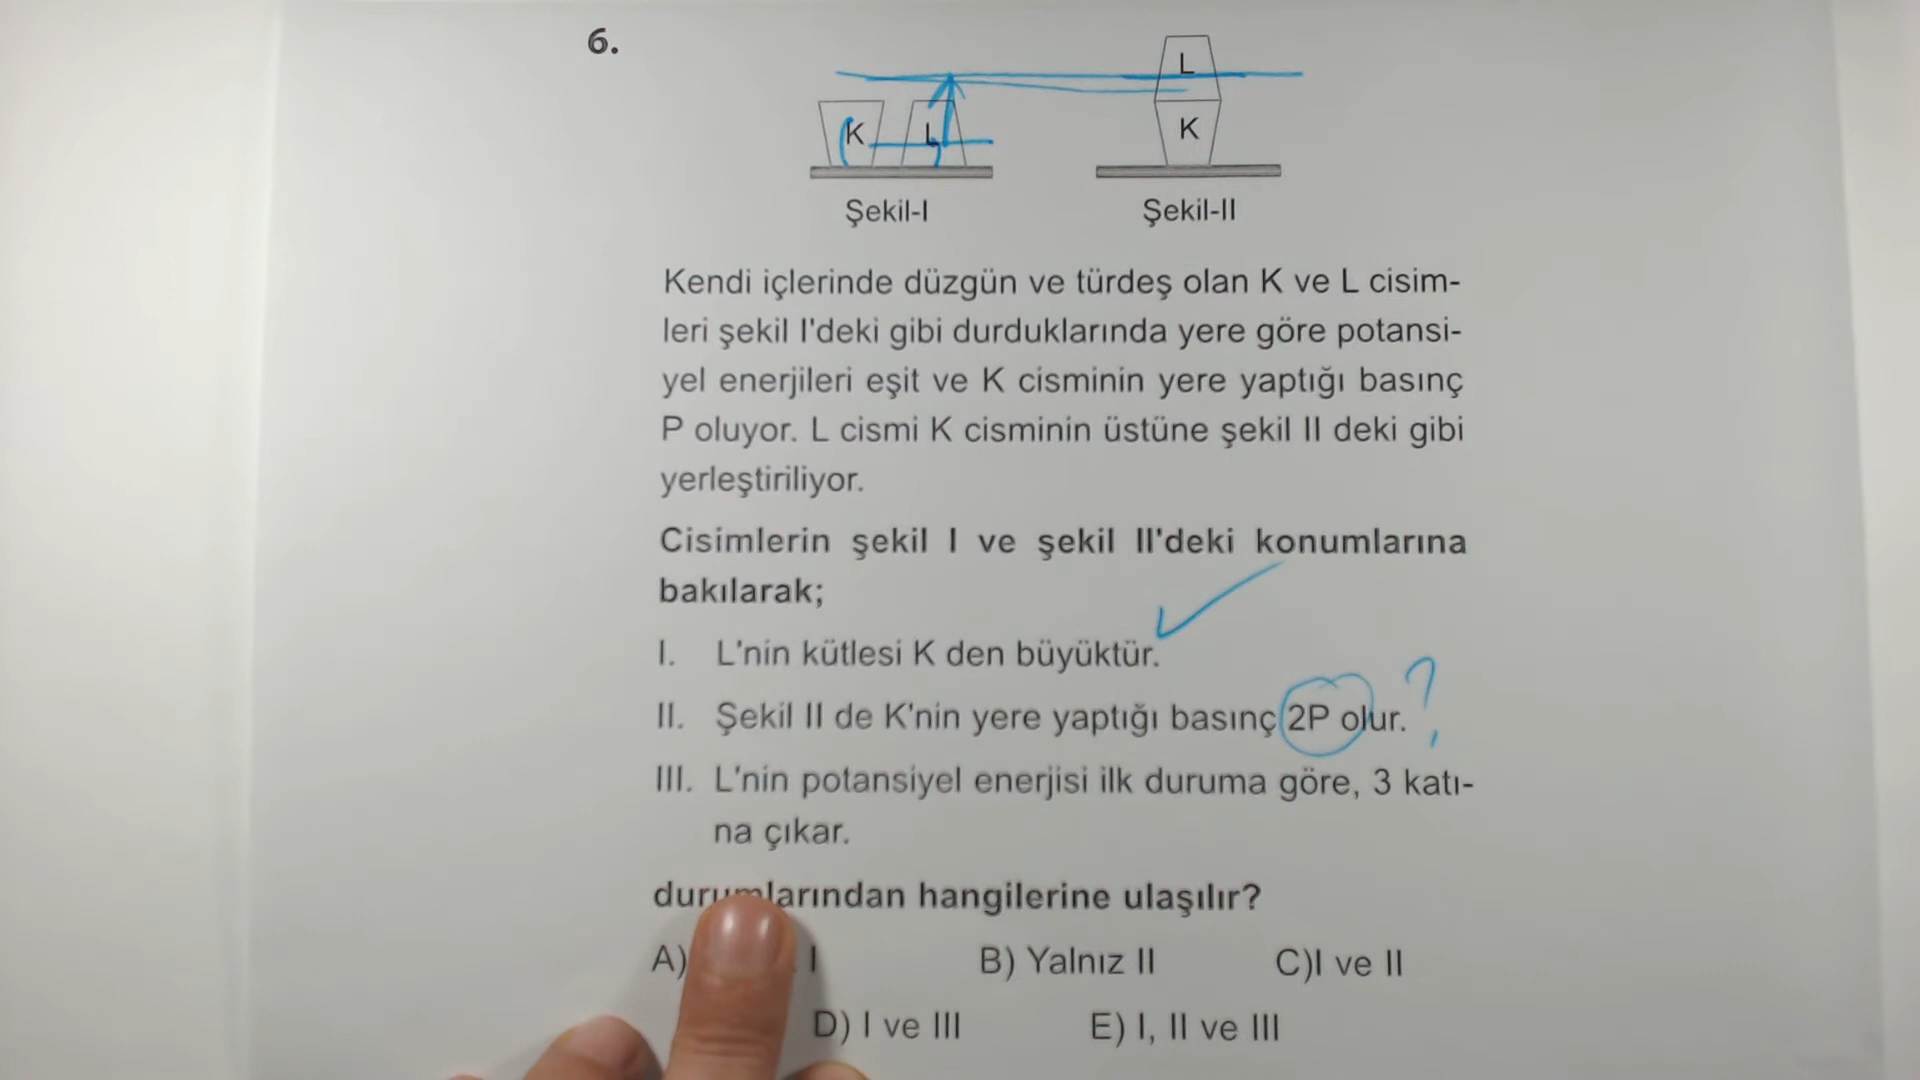 6.
L
K L K
Şekil-I Şekil-II
Kendi içlerinde düzgün ve türdeş olan K ve L cisim-
leri şekil I'deki gibi durduklarında yere göre potansi-
yel enerjileri eşit ve K cisminin yere yaptığı basınç
P oluyor. L cismi K cisminin üstüne şekil II deki gibi
yerleştiriliyor.
Cisimlerin şekil I ve şekil II'deki konumlarına
bakılarak;
I. L'nin kütlesi K den büyüktür.
II. Şekil II de K'nin yere yaptığı basınç 2P olur. ?
III. L'nin potansiyel enerjisi ilk duruma göre, 3 katı-
na çıkar.
durumlarından hangilerine ulaşılır?
A) I B) Yalnız II C)I ve II
D) I ve III E) I, II ve III